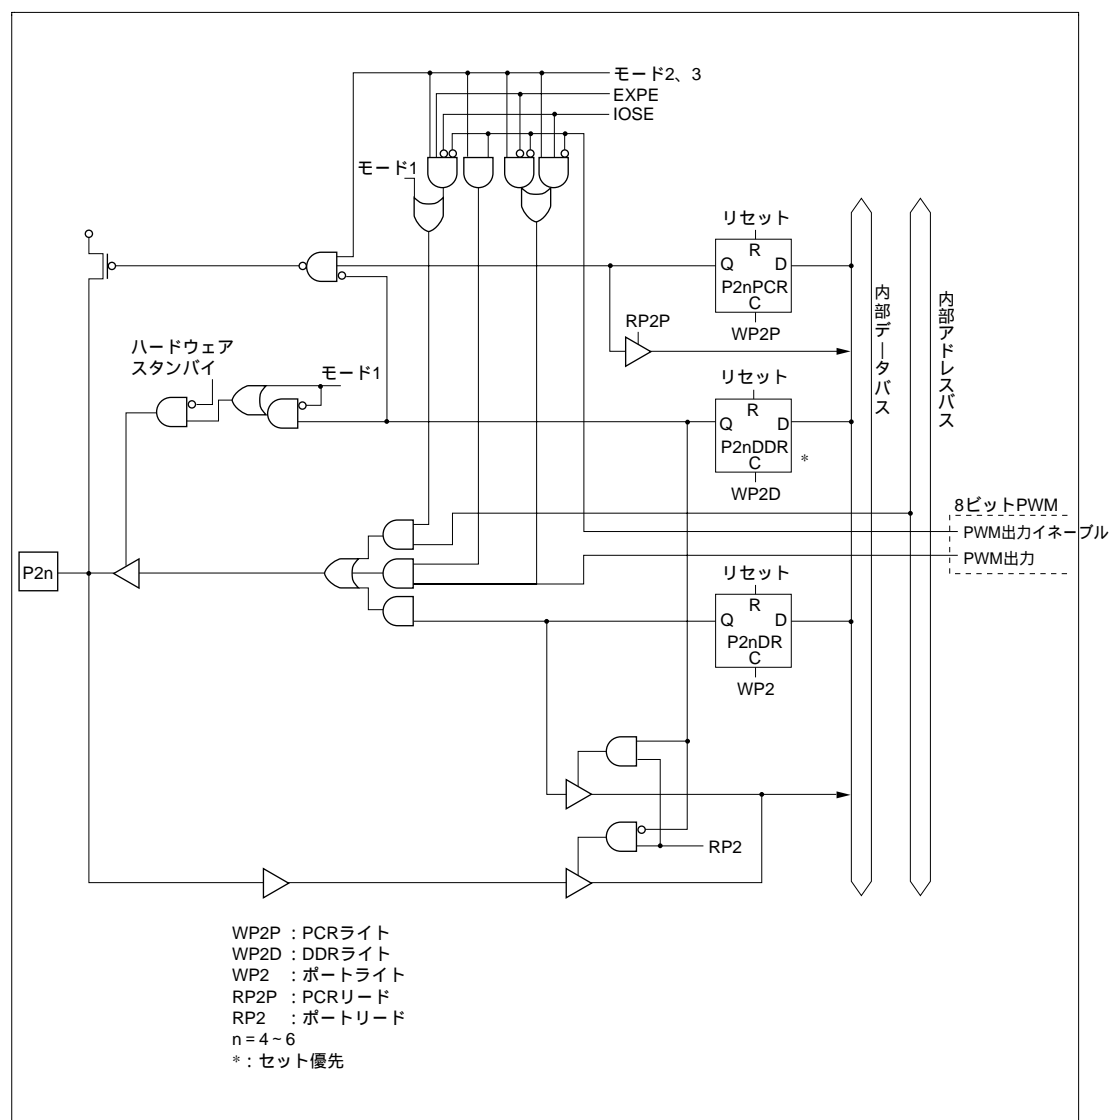 モード2、3
EXPE
IOSE
モード1
リセット
R
Q D
P2nPCR
C
WP2P
RP2P
内部データバス
内部アドレスバス
ハードウェア
スタンバイ
モード1
リセット
R
Q D
P2nDDR
C
*
WP2D
8ビットPWM
PWM出力イネーブル
PWM出力
P2n
リセット
R
Q D
P2nDR
C
WP2
RP2
WP2P : PCRライト
WP2D : DDRライト
WP2 : ポートライト
RP2P : PCRリード
RP2 : ポートリード
n = 4 ~ 6
* : セット優先